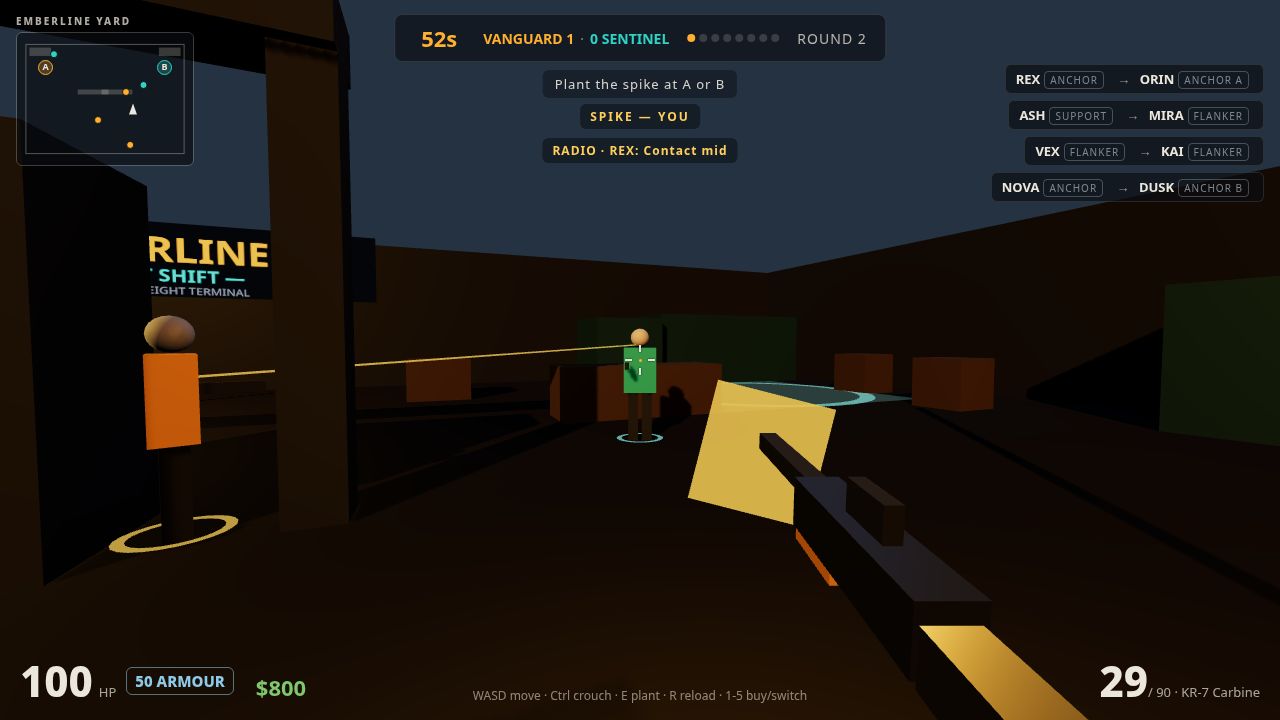 EMBERLINE YARD
A
B
52s VANGUARD 1 · 0 SENTINEL ROUND 2
Plant the spike at A or B
SPIKE — YOU
RADIO · REX: Contact mid
REX ANCHOR → ORIN ANCHOR A
ASH SUPPORT → MIRA FLANKER
VEX FLANKER → KAI FLANKER
NOVA ANCHOR → DUSK ANCHOR B
RLINE
SHIFT —
EIGHT TERMINAL
100 HP 50 ARMOUR $800
WASD move · Ctrl crouch · E plant · R reload · 1-5 buy/switch
29 / 90 · KR-7 Carbine